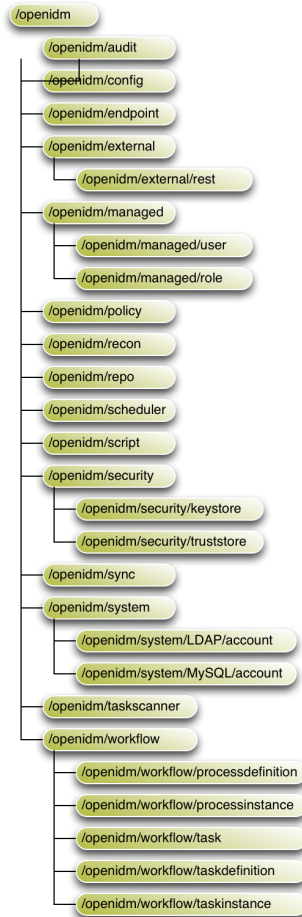 /openidm
/openidm/audit
/openidm/config
/openidm/endpoint
/openidm/external
/openidm/external/rest
/openidm/managed
/openidm/managed/user
/openidm/managed/role
/openidm/policy
/openidm/recon
/openidm/repo
/openidm/scheduler
/openidm/script
/openidm/security
/openidm/security/keystore
/openidm/security/truststore
/openidm/sync
/openidm/system
/openidm/system/LDAP/account
/openidm/system/MySQL/account
/openidm/taskscanner
/openidm/workflow
/openidm/workflow/processdefinition
/openidm/workflow/processinstance
/openidm/workflow/task
/openidm/workflow/taskdefinition
/openidm/workflow/taskinstance